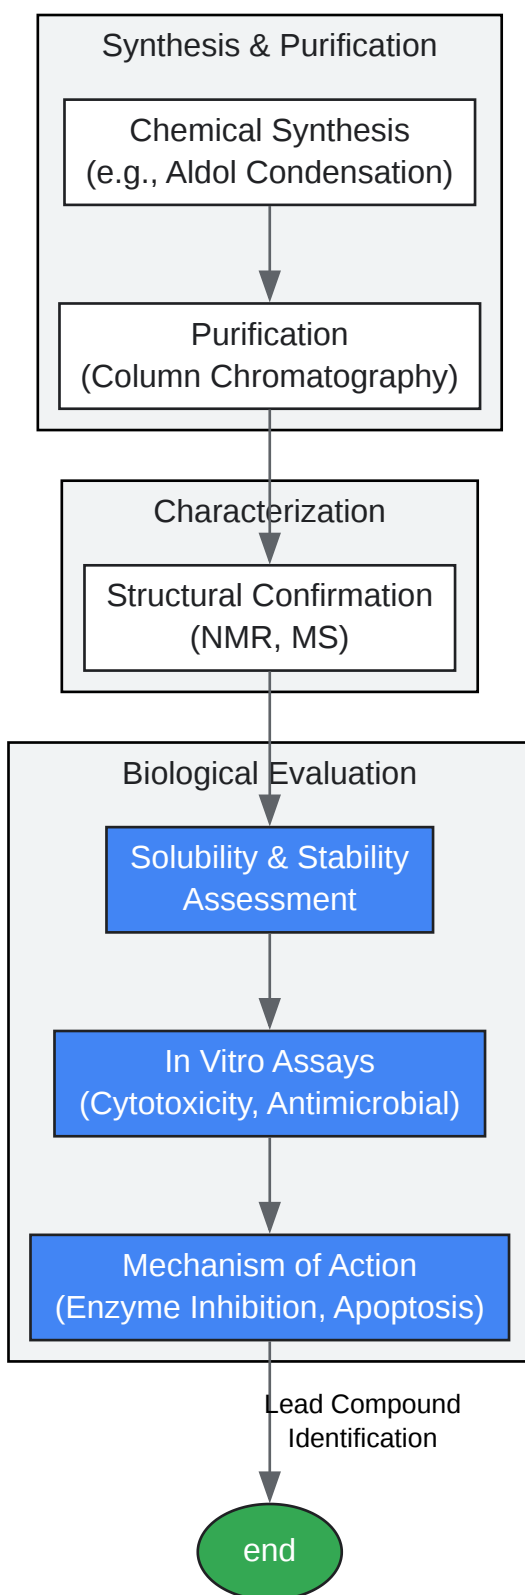 Synthesis & Purification
Chemical Synthesis
(e.g., Aldol Condensation)
Purification
(Column Chromatography)
Characterization
Structural Confirmation
(NMR, MS)
Biological Evaluation
Solubility & Stability
Assessment
In Vitro Assays
(Cytotoxicity, Antimicrobial)
Mechanism of Action
(Enzyme Inhibition, Apoptosis)
Lead Compound
Identification
end